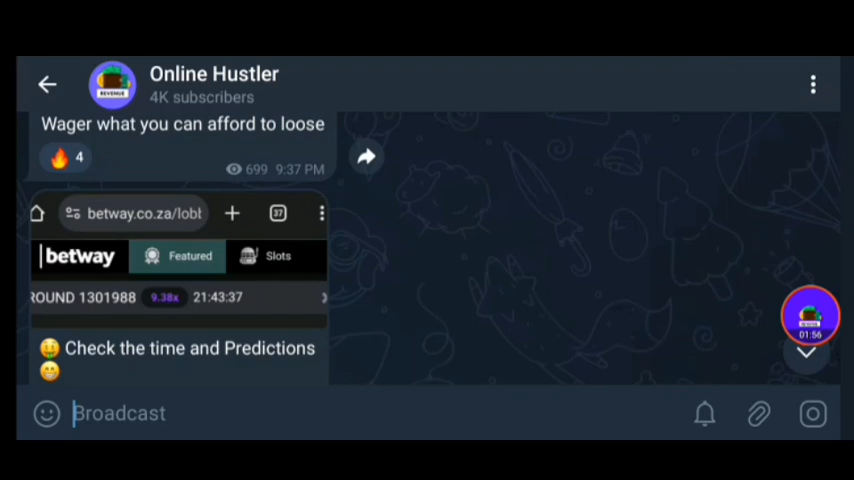 Online Hustler
4K subscribers
REVENUE
Wager what you can afford to loose
🔥 4
699 9:37 PM
betway.co.za/lobb
37
betway
Featured
Slots
ROUND 1301988 9.38x 21:43:37
🤑 Check the time and Predictions
😁
01:56
Broadcast